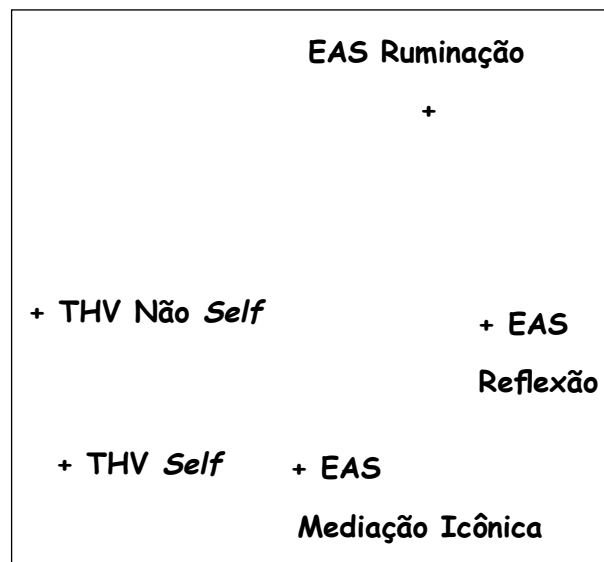 EAS Ruminação
+
+ THV Não Self
+ EAS
Reflexão
+ THV Self
+ EAS
Mediação Icônica